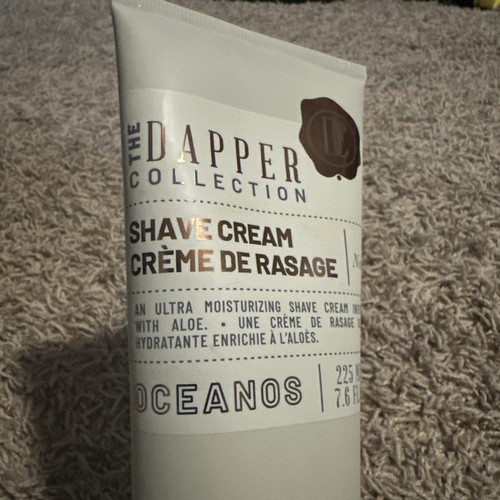 THE DAPPER
COLLECTION
SHAVE CREAM
CRÈME DE RASAGE
AN ULTRA MOISTURIZING SHAVE CREAM
WITH ALOE. • UNE CRÈME DE RASAGE
HYDRATANTE ENRICHIE À L'ALOÈS.
OCEANOS
225
7.6